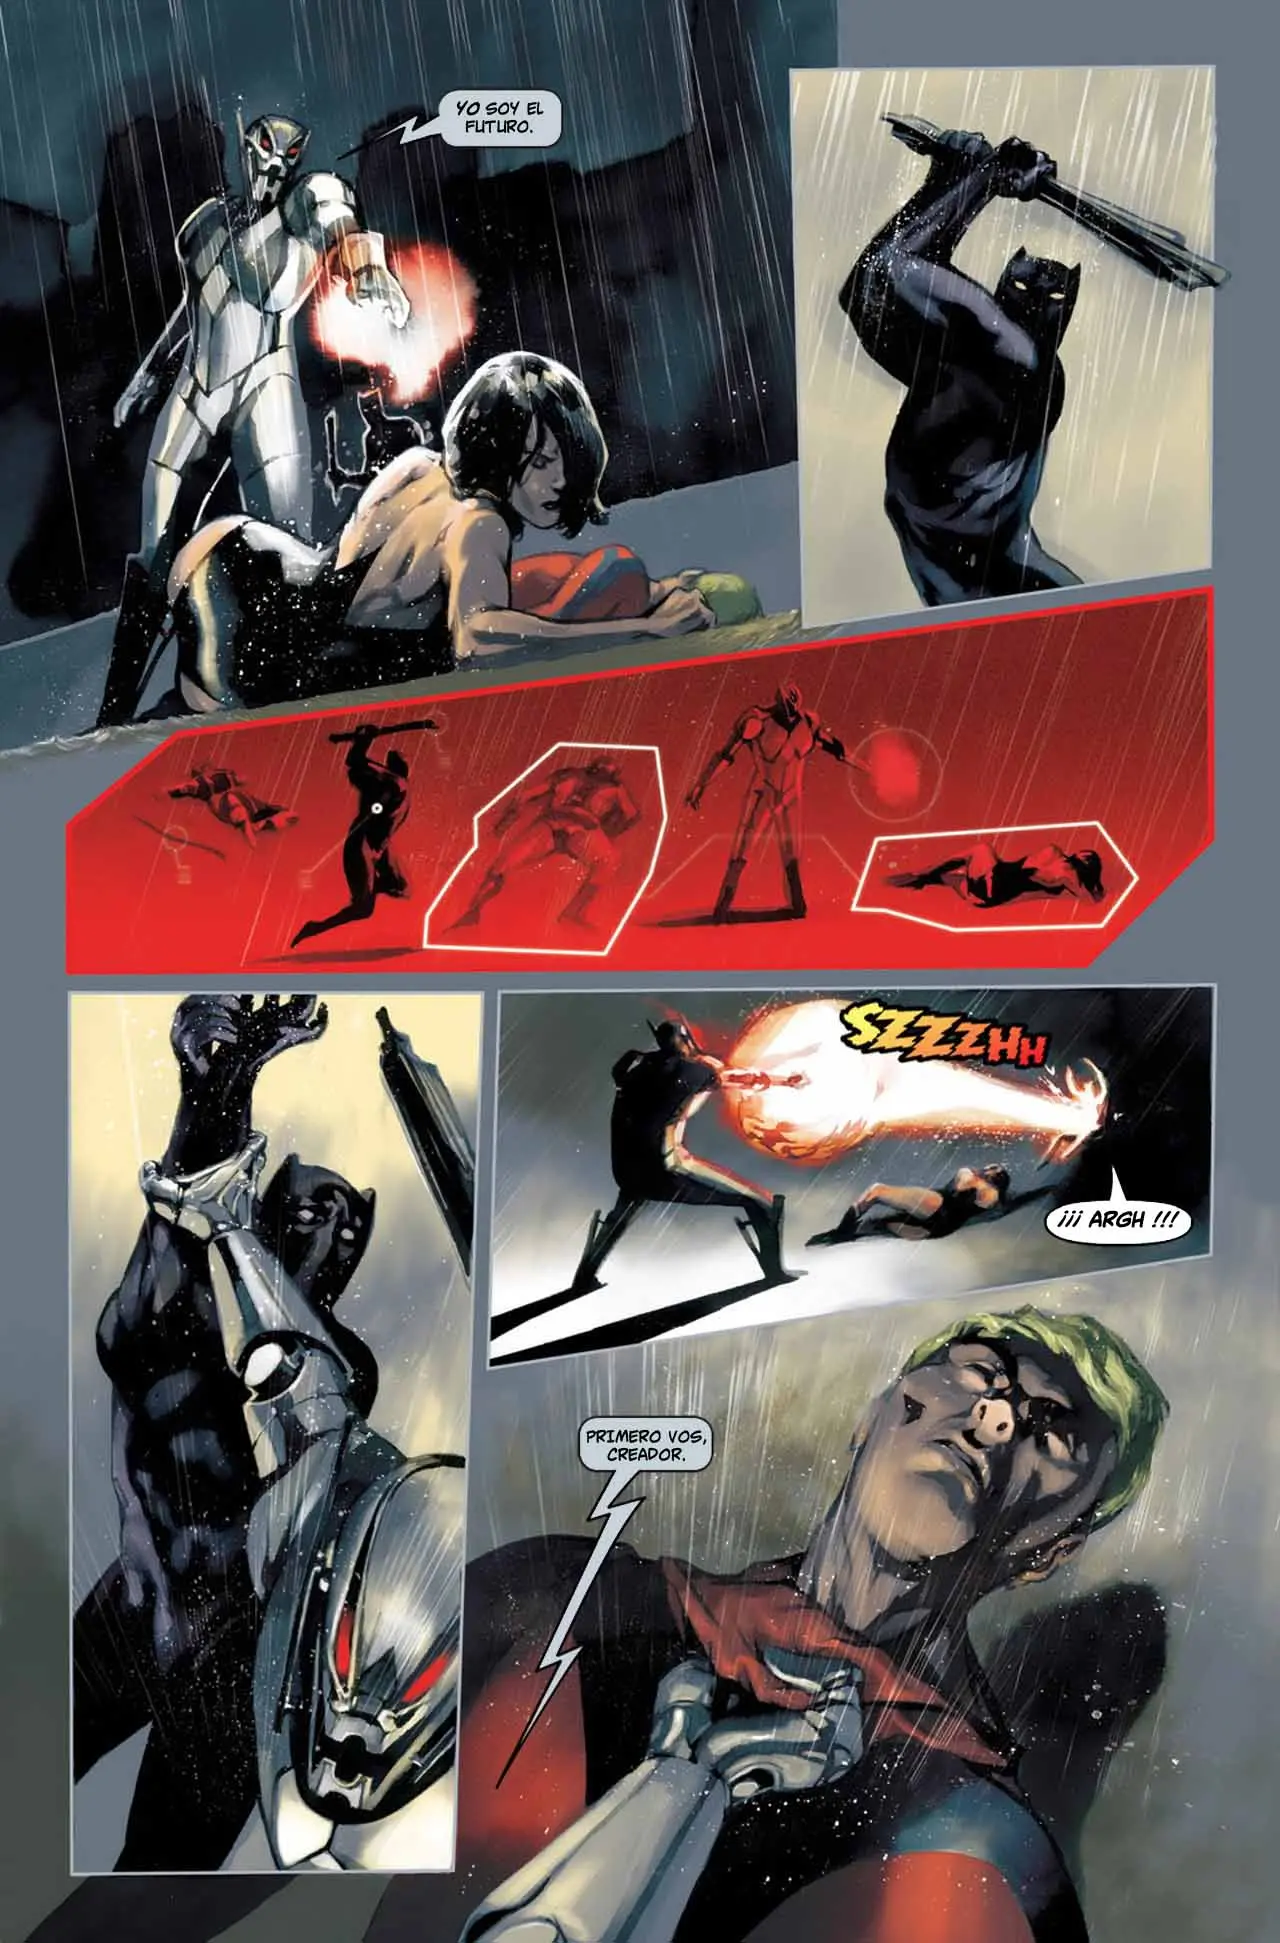 YO SOY EL
FUTURO.
SZZZHH
¡¡¡ ARGH !!!
PRIMERO VOS,
CREADOR.